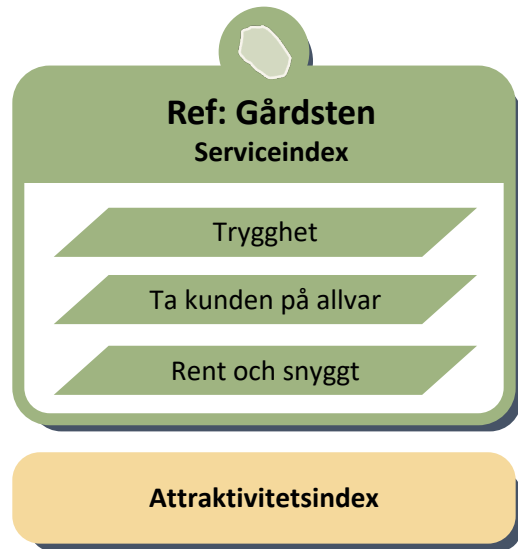 Ref: Gårdsten
Serviceindex
Trygghet
Ta kunden på allvar
Rent och snyggt
Attraktivitetsindex